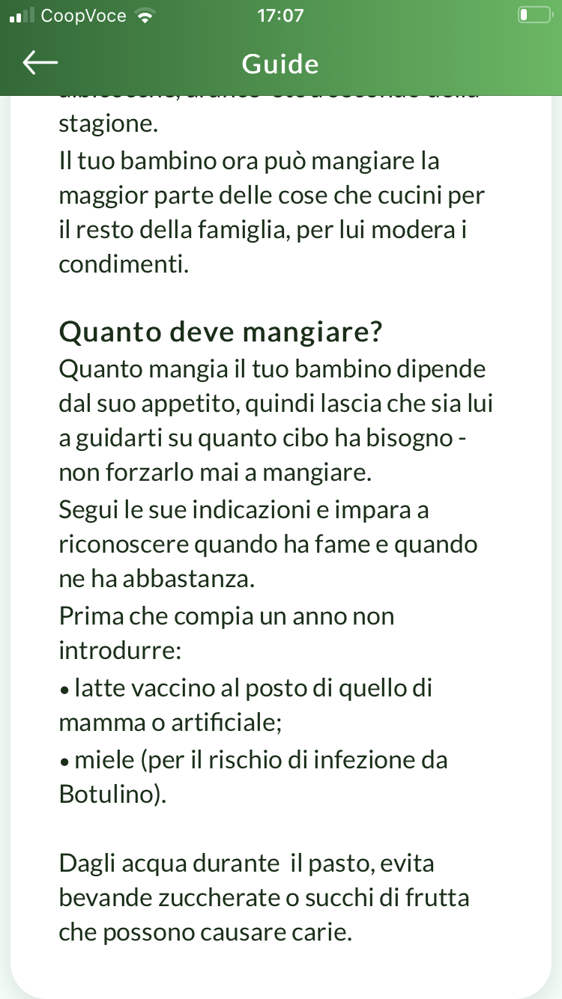 CoopVoce
17:07
Guide
stagione.
Il tuo bambino ora può mangiare la
maggior parte delle cose che cucini per
il resto della famiglia, per lui modera i
condimenti.
Quanto deve mangiare?
Quanto mangia il tuo bambino dipende
dal suo appetito, quindi lascia che sia lui
a guidarti su quanto cibo ha bisogno -
non forzarlo mai a mangiare.
Segui le sue indicazioni e impara a
riconoscere quando ha fame e quando
ne ha abbastanza.
Prima che compia un anno non
introdurre:
• latte vaccino al posto di quello di
mamma o artificiale;
• miele (per il rischio di infezione da
Botulino).
Dagli acqua durante  il pasto, evita
bevande zuccherate o succhi di frutta
che possono causare carie.